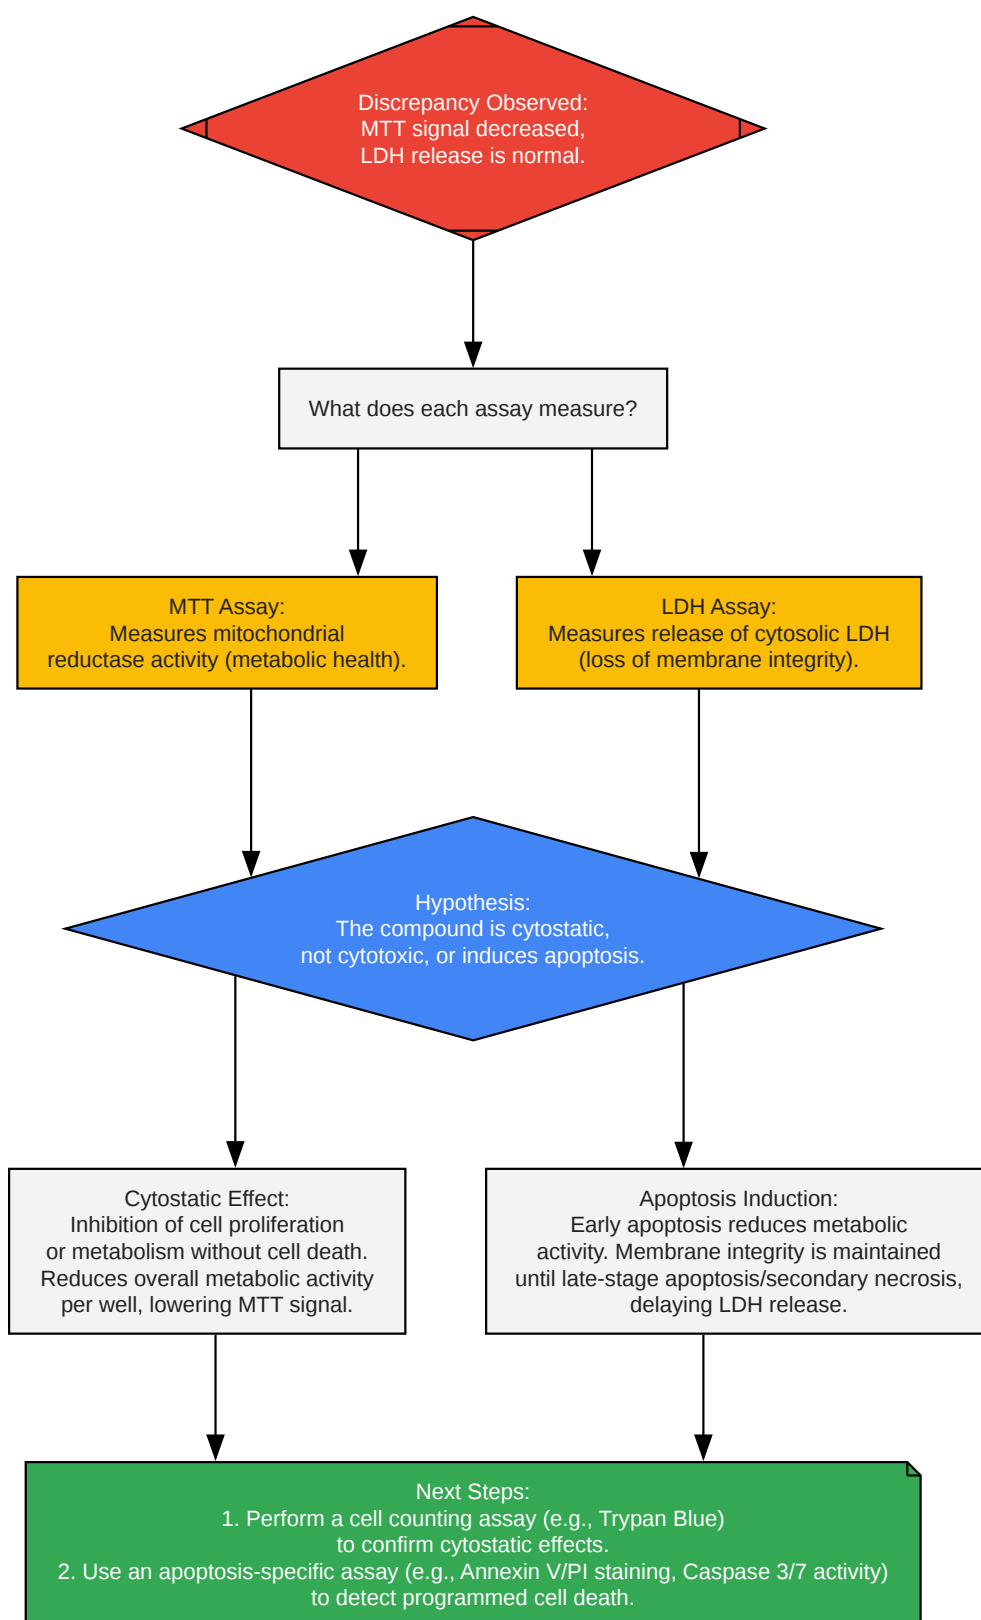 Discrepancy Observed:
MTT signal decreased,
LDH release is normal.
What does each assay measure?
MTT Assay:
Measures mitochondrial
reductase activity (metabolic health).
LDH Assay:
Measures release of cytosolic LDH
(loss of membrane integrity).
Hypothesis:
The compound is cytostatic,
not cytotoxic, or induces apoptosis.
Cytostatic Effect:
Inhibition of cell proliferation
or metabolism without cell death.
Reduces overall metabolic activity
per well, lowering MTT signal.
Apoptosis Induction:
Early apoptosis reduces metabolic
activity. Membrane integrity is maintained
until late-stage apoptosis/secondary necrosis,
delaying LDH release.
Next Steps:
1. Perform a cell counting assay (e.g., Trypan Blue)
to confirm cytostatic effects.
2. Use an apoptosis-specific assay (e.g., Annexin V/PI staining, Caspase 3/7 activity)
to detect programmed cell death.